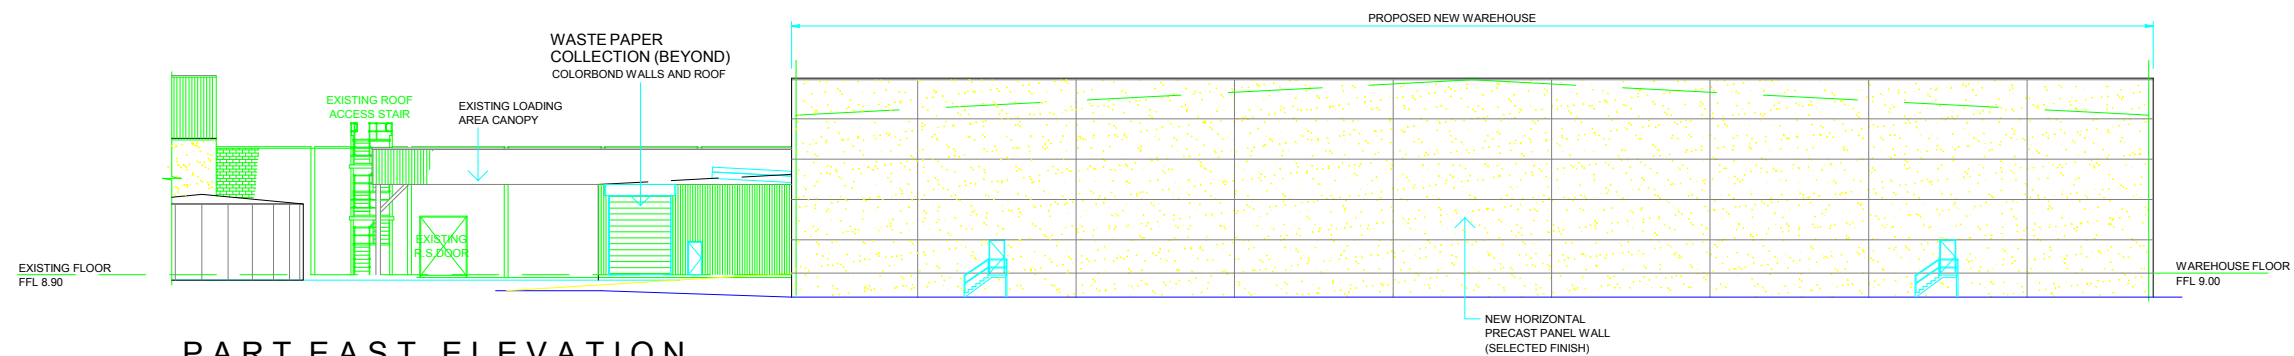 PROPOSED NEW WAREHOUSE
WASTE PAPER
COLLECTION (BEYOND)
COLORBOND WALLS AND ROOF
EXISTING ROOF
ACCESS STAIR
EXISTING LOADING
AREA CANOPY
EXISTING
R.S.DOOR
EXISTING FLOOR
FFL 8.90
WAREHOUSE FLOOR
FFL 9.00
NEW HORIZONTAL
PRECAST PANEL WALL
(SELECTED FINISH)
PART EAST ELEVATION